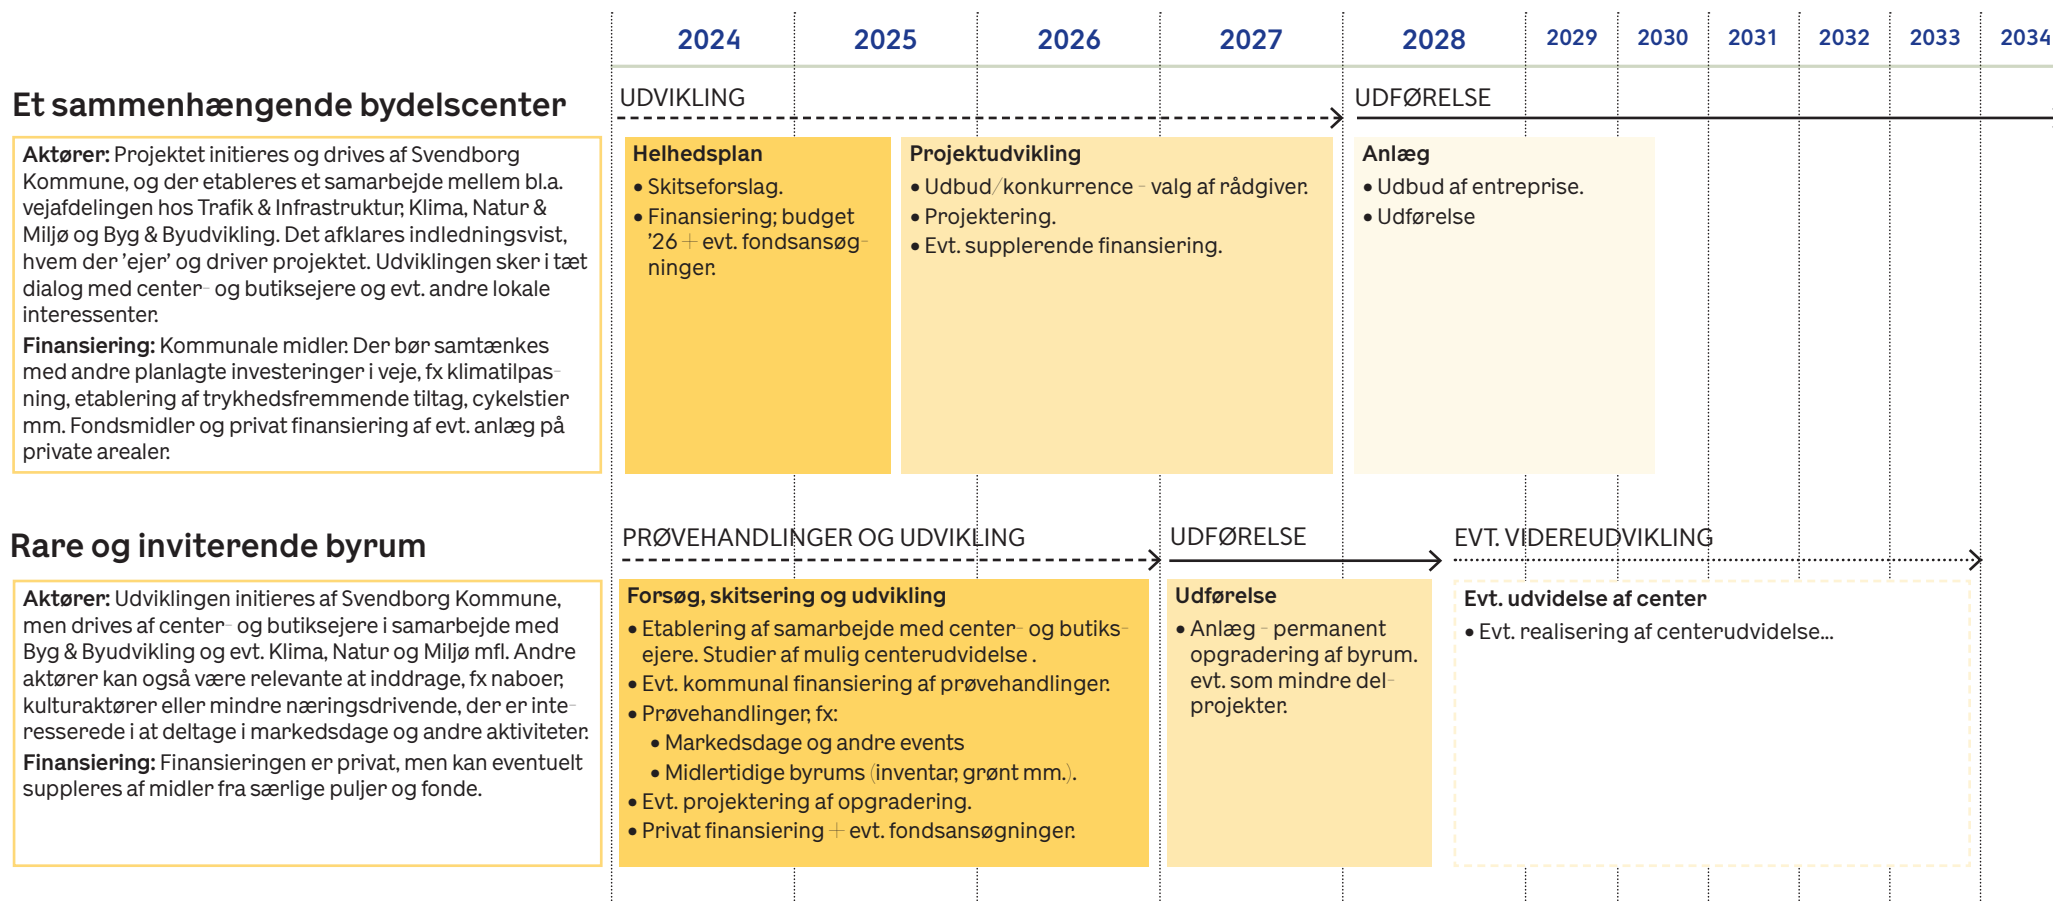 2024 2025 2026 2027 2028 2029 2030 2031 2032 2033 2034
Et sammenhængende bydelscenter
UDVIKLING
UDFØRELSE
Aktører: Projektet initieres og drives af Svendborg
Kommune, og der etableres et samarbejde mellem bl.a.
vejafdelingen hos Trafik & Infrastruktur, Klima, Natur &
Miljø og Byg & Byudvikling. Det afklares indledningsvist,
hvem der ’ejer’ og driver projektet. Udviklingen sker i tæt
dialog med center- og butiksejere og evt. andre lokale
interessenter.
Finansiering: Kommunale midler. Der bør samtænkes
med andre planlagte investeringer i veje, fx klimatilpas-
ning, etablering af trykhedsfremmende tiltag, cykelstier
mm. Fondsmidler og privat finansiering af evt. anlæg på
private arealer.
Helhedsplan
• Skitseforslag.
• Finansiering; budget
’26 + evt. fondsansøg-
ninger.
Projektudvikling
• Udbud/konkurrence - valg af rådgiver.
• Projektering.
• Evt. supplerende finansiering.
Anlæg
• Udbud af entreprise.
• Udførelse
Rare og inviterende byrum
PRØVEHANDLINGER OG UDVIKLING
UDFØRELSE
EVT. VIDEREUDVIKLING
Aktører: Udviklingen initieres af Svendborg Kommune,
men drives af center- og butiksejere i samarbejde med
Byg & Byudvikling og evt. Klima, Natur og Miljø mfl. Andre
aktører kan også være relevante at inddrage, fx naboer,
kulturaktører eller mindre næringsdrivende, der er inte-
resserede i at deltage i markedsdage og andre aktiviteter.
Finansiering: Finansieringen er privat, men kan eventuelt
suppleres af midler fra særlige puljer og fonde.
Forsøg, skitsering og udvikling
• Etablering af samarbejde med center- og butiks-
ejere. Studier af mulig centerudvidelse .
• Evt. kommunal finansiering af prøvehandlinger.
• Prøvehandlinger, fx:
• Markedsdage og andre events
• Midlertidige byrums (inventar, grønt mm.).
• Evt. projektering af opgradering.
• Privat finansiering + evt. fondsansøgninger.
Udførelse
• Anlæg - permanent
opgradering af byrum.
evt. som mindre del-
projekter.
Evt. udvidelse af center
• Evt. realisering af centerudvidelse...